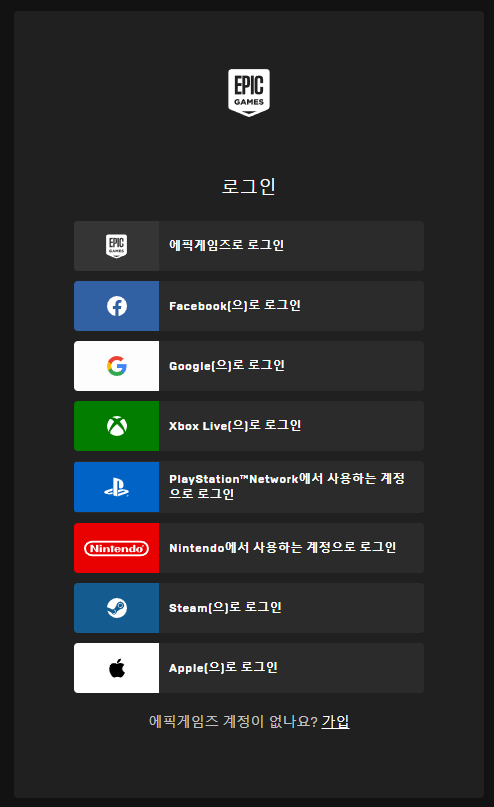 EPIC
GAMES
로그인
EPIC
GAMES
에픽게임즈로 로그인
Facebook(으)로 로그인
Google(으)로 로그인
Xbox Live(으)로 로그인
PlayStation™Network에서 사용하는 계정
으로 로그인
Nintendo
Nintendo에서 사용하는 계정으로 로그인
Steam(으)로 로그인
Apple(으)로 로그인
에픽게임즈 계정이 없나요? 가입